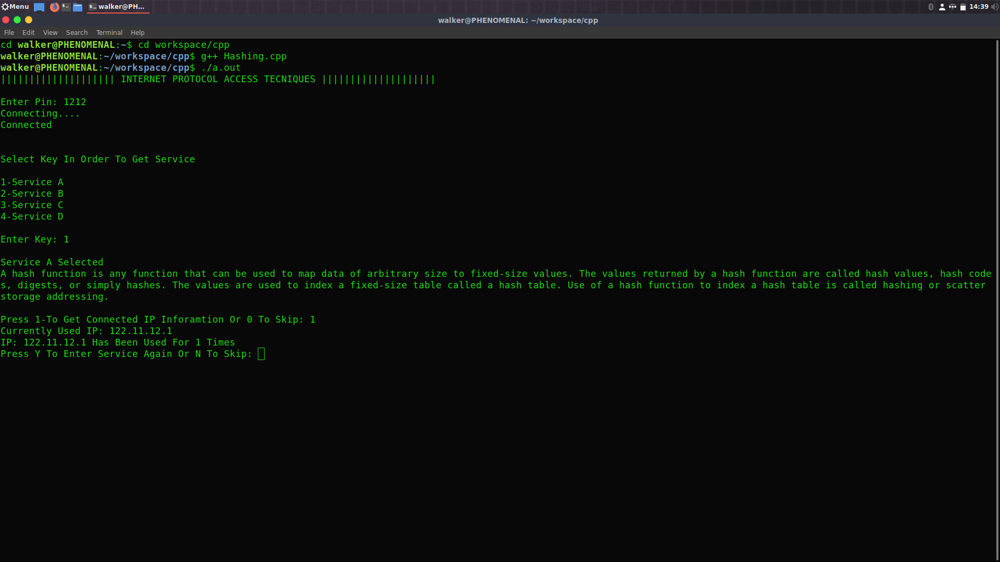 Menu
walker@PH...
14:39
walker@PHENOMENAL: ~/workspace/cpp
File Edit View Search Terminal Help
cd walker@PHENOMENAL:~$ cd workspace/cpp
walker@PHENOMENAL:~/workspace/cpp$ g++ Hashing.cpp
walker@PHENOMENAL:~/workspace/cpp$ ./a.out
|||||||||||||||||||| INTERNET PROTOCOL ACCESS TECNIQUES ||||||||||||||||||||
Enter Pin: 1212
Connecting....
Connected
Select Key In Order To Get Service
1-Service A
2-Service B
3-Service C
4-Service D
Enter Key: 1
Service A Selected
A hash function is any function that can be used to map data of arbitrary size to fixed-size values. The values returned by a hash function are called hash values, hash code
s, digests, or simply hashes. The values are used to index a fixed-size table called a hash table. Use of a hash function to index a hash table is called hashing or scatter
storage addressing.
Press 1-To Get Connected IP Inforamtion Or 0 To Skip: 1
Currently Used IP: 122.11.12.1
IP: 122.11.12.1 Has Been Used For 1 Times
Press Y To Enter Service Again Or N To Skip: